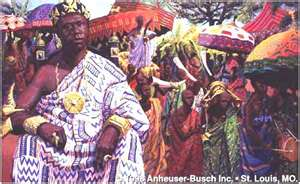 Anheuser-Busch Inc. • St. Louis, MO.